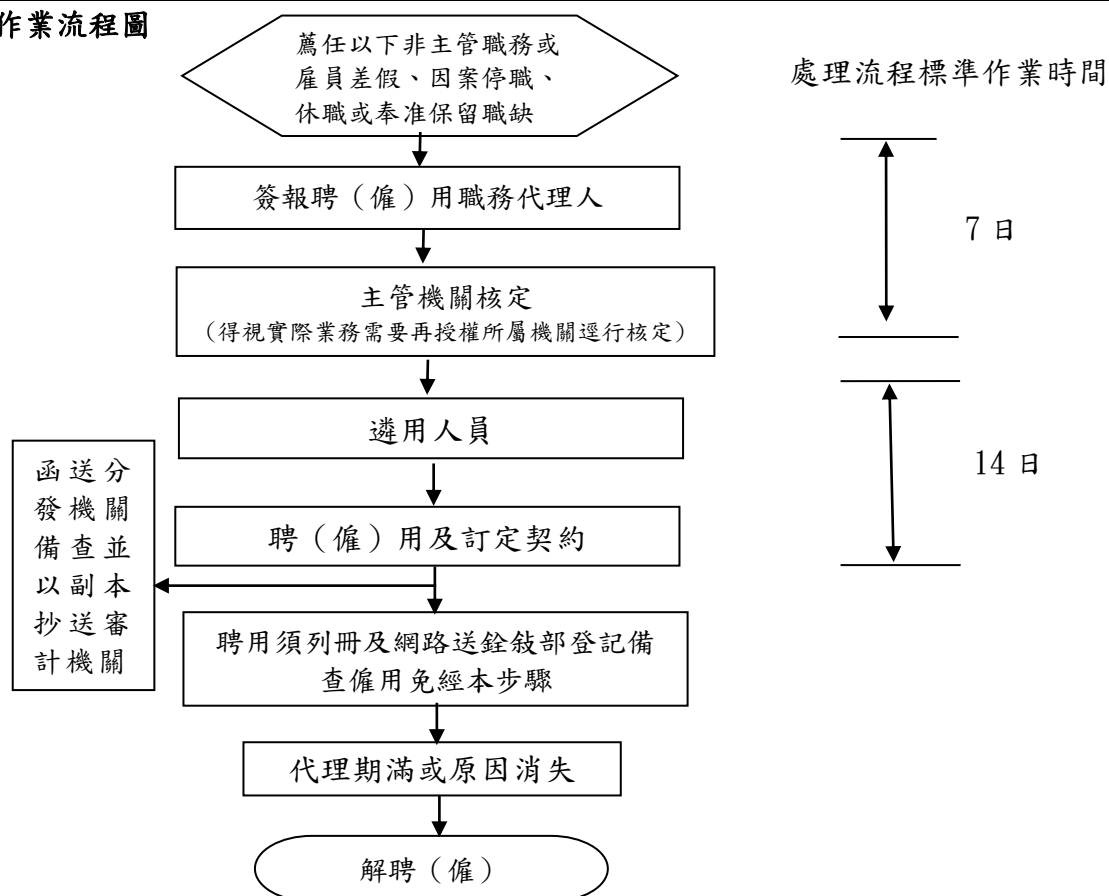 作業流程圖
薦任以下非主管職務或
雇員差假、因案停職、
休職或奉准保留職缺
處理流程標準作業時間
簽報聘（僱）用職務代理人
7日
主管機關核定
（得視實際業務需要再授權所屬機關逕行核定）
遴用人員
14日
函送分
發機關
備查並
以副本
抄送審
計機關
聘（僱）用及訂定契約
聘用須列冊及網路送銓敍部登記備
查僱用免經本步驟
代理期滿或原因消失
解聘（僱）